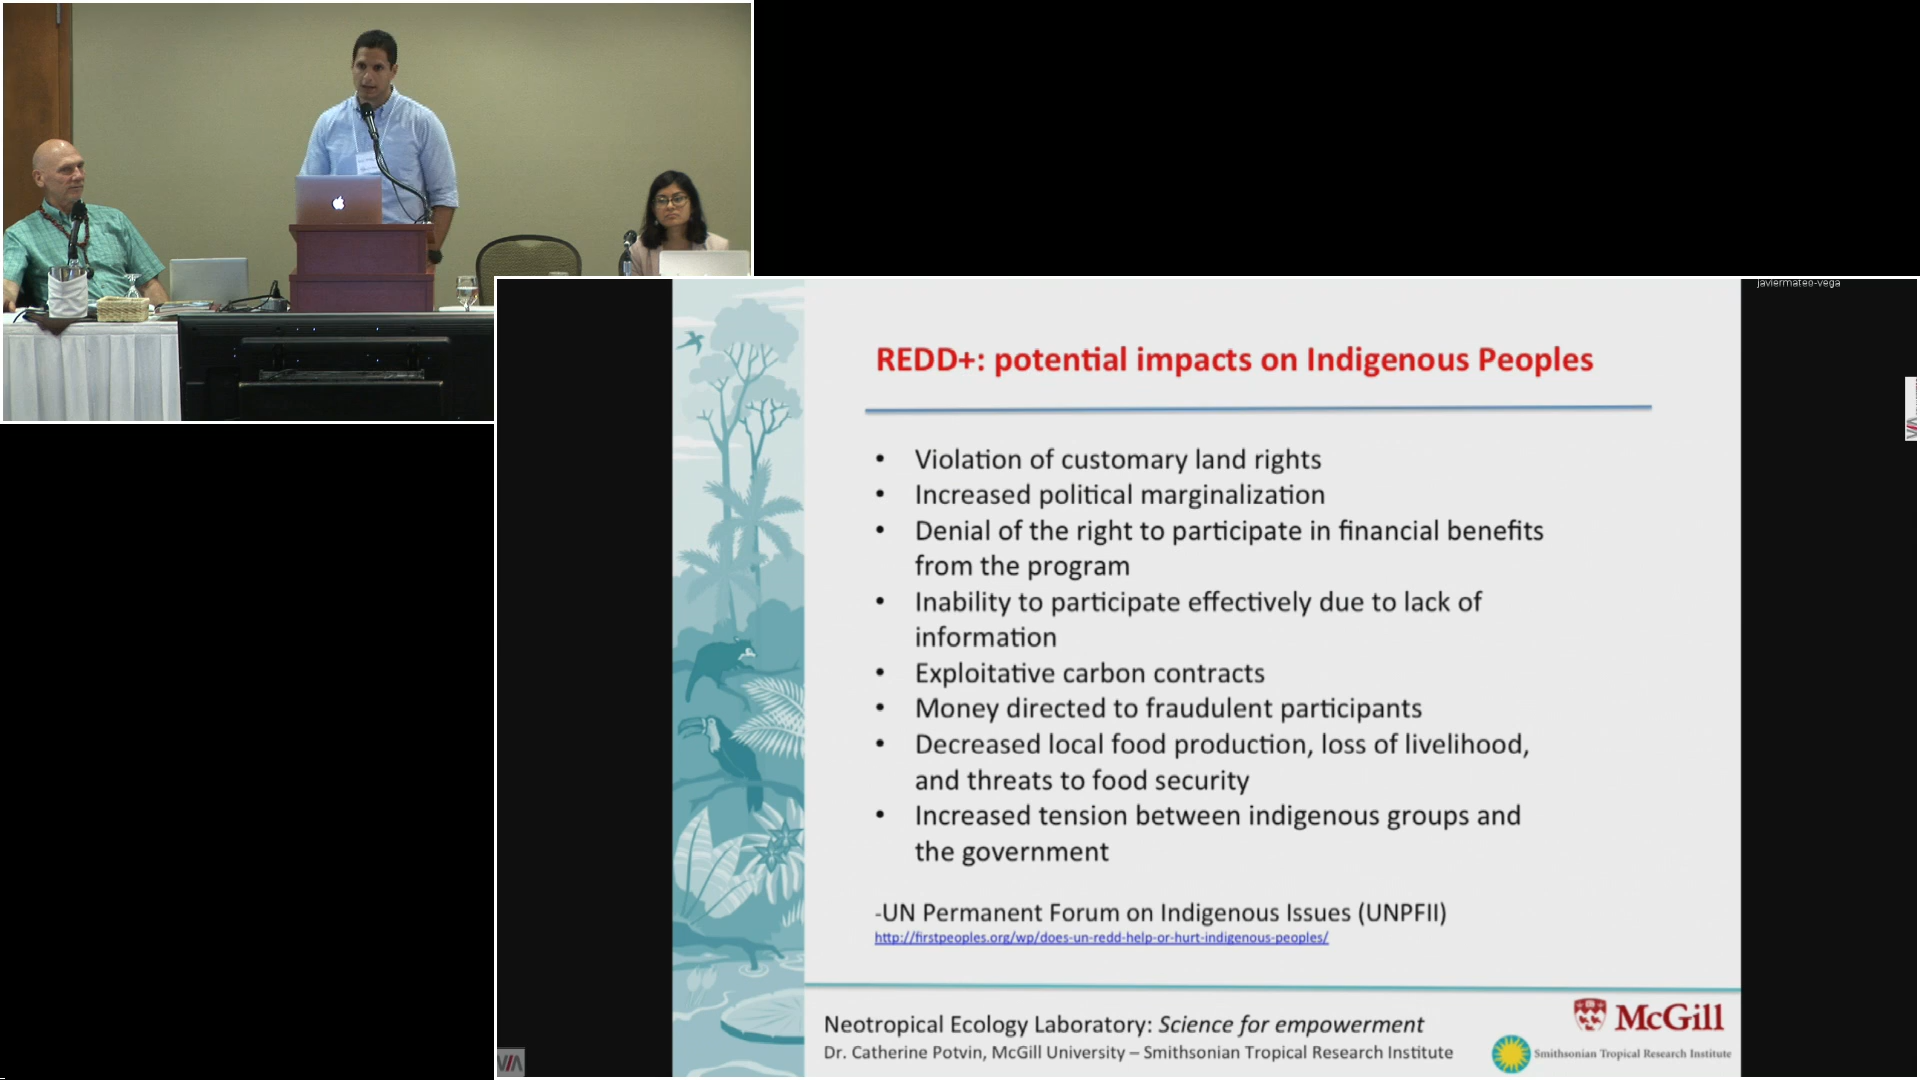 javiermateo-vega
REDD+: potential impacts on Indigenous Peoples
• Violation of customary land rights
• Increased political marginalization
• Denial of the right to participate in financial benefits
from the program
• Inability to participate effectively due to lack of
information
• Exploitative carbon contracts
• Money directed to fraudulent participants
• Decreased local food production, loss of livelihood,
and threats to food security
• Increased tension between indigenous groups and
the government
-UN Permanent Forum on Indigenous Issues (UNPFII)
http://firstpeoples.org/wp/does-un-redd-help-or-hurt-indigenous-peoples/
Neotropical Ecology Laboratory: Science for empowerment
Dr. Catherine Potvin, McGill University – Smithsonian Tropical Research Institute
McGill
Smithsonian Tropical Research Institute